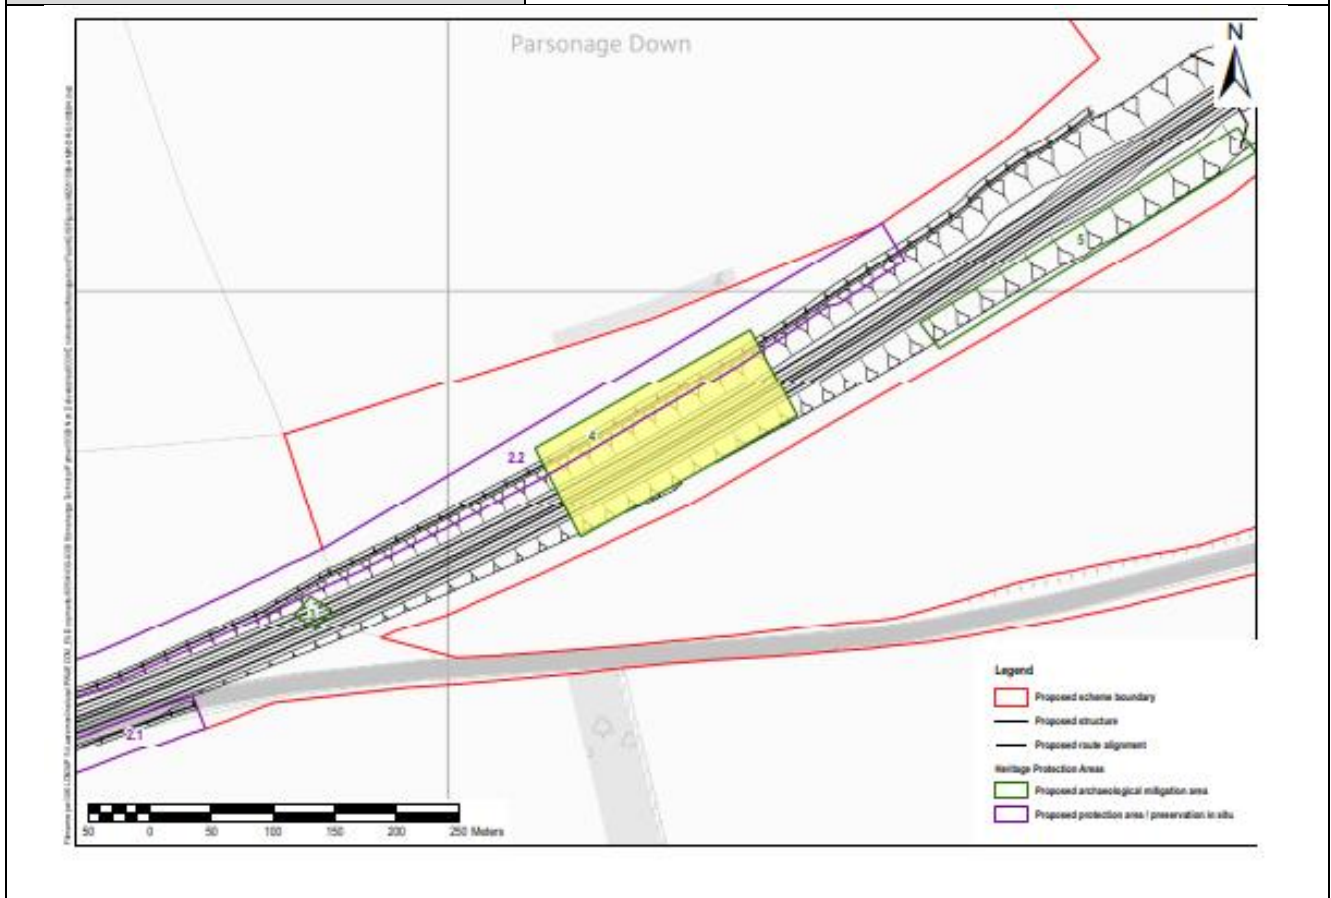 Parsonage Down
N
5
4
2.2
2.1
Legend
Proposed scheme boundary
Proposed structure
Proposed route alignment
Heritage Protection Areas
Proposed archaeological mitigation area
Proposed protection area / preservation in situ
50 0 50 100 150 200 250 Meters